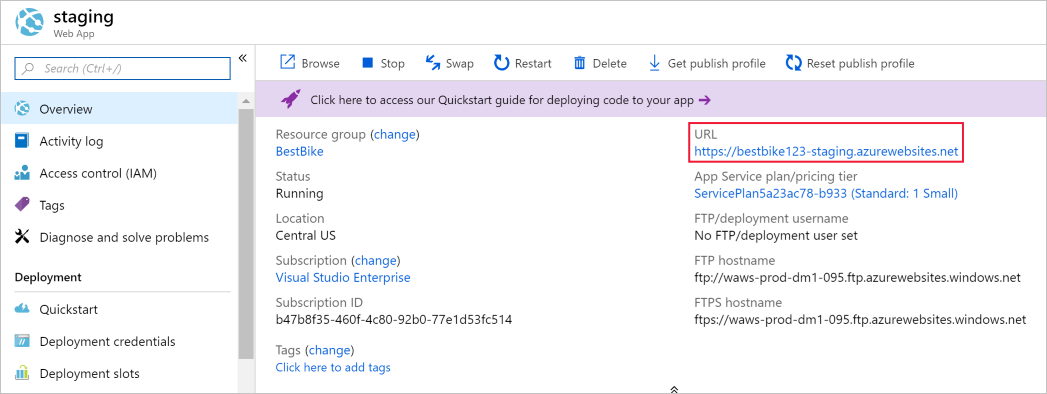 staging
Web App
Search (Ctrl+/)
Overview
Activity log
Access control (IAM)
Tags
Diagnose and solve problems
Deployment
Quickstart
Deployment credentials
Deployment slots
Browse
Stop
Swap
Restart
Delete
Get publish profile
Reset publish profile
Click here to access our Quickstart guide for deploying code to your app
Resource group (change)
BestBike
Status
Running
Location
Central US
Subscription (change)
Visual Studio Enterprise
Subscription ID
b47b8f35-460f-4c80-92b0-77e1d53fc514
Tags (change)
Click here to add tags
URL
https://bestbike123-staging.azurewebsites.net
App Service plan/pricing tier
ServicePlan5a23ac78-b933 (Standard: 1 Small)
FTP/deployment username
No FTP/deployment user set
FTP hostname
ftp://waws-prod-dm1-095.ftp.azurewebsites.windows.net
FTPS hostname
ftps://waws-prod-dm1-095.ftp.azurewebsites.windows.net